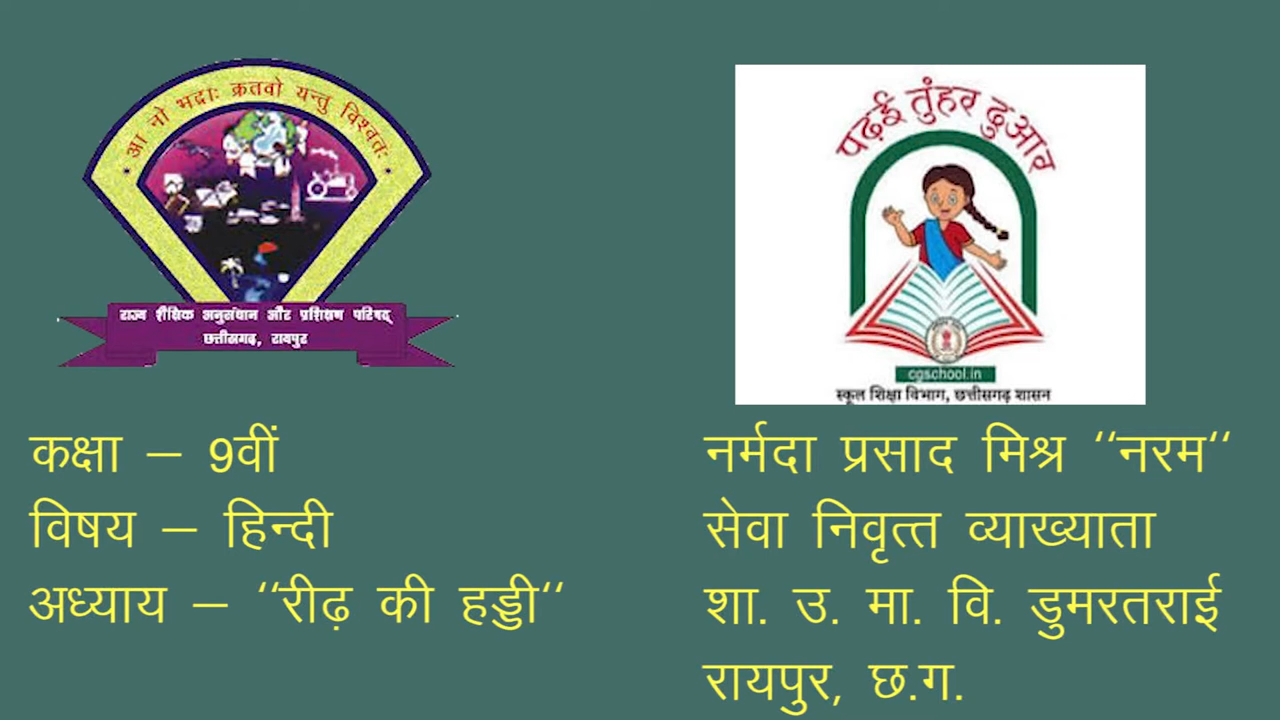 आ नो भद्राः क्रतवो यन्तु विश्वतः
राज्य शैक्षिक अनुसंधान और प्रशिक्षण परिषद्
छत्तीसगढ़, रायपुर
पढ़ई तुंहर दुआर
cgschool.in
स्कूल शिक्षा विभाग, छत्तीसगढ़ शासन
कक्षा – 9वीं
विषय – हिन्दी
अध्याय – “रीढ़ की हड्डी“
नर्मदा प्रसाद मिश्र “नरम“
सेवा निवृत्त व्याख्याता
शा. उ. मा. वि. डुमरतराई
रायपुर, छ.ग.